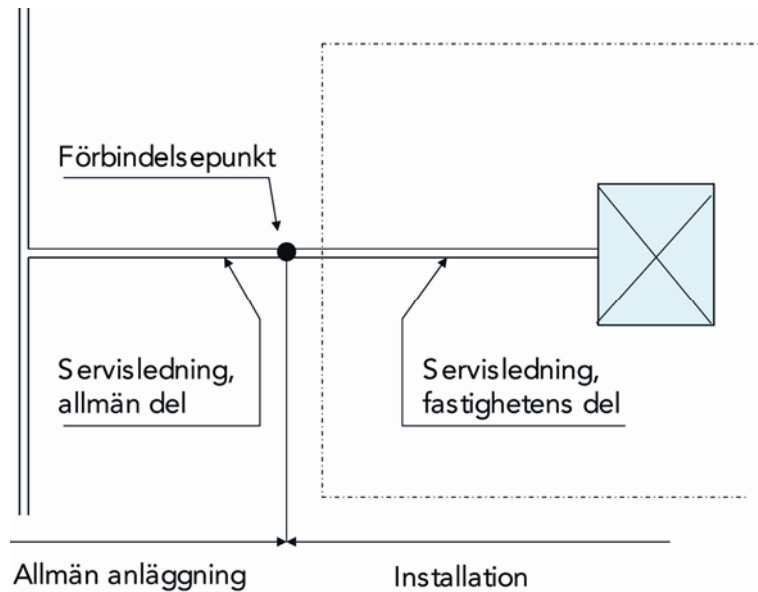 Förbindelsepunkt
Servisledning,
allmän del
Servisledning,
fastighetens del
Allmän anläggning
Installation